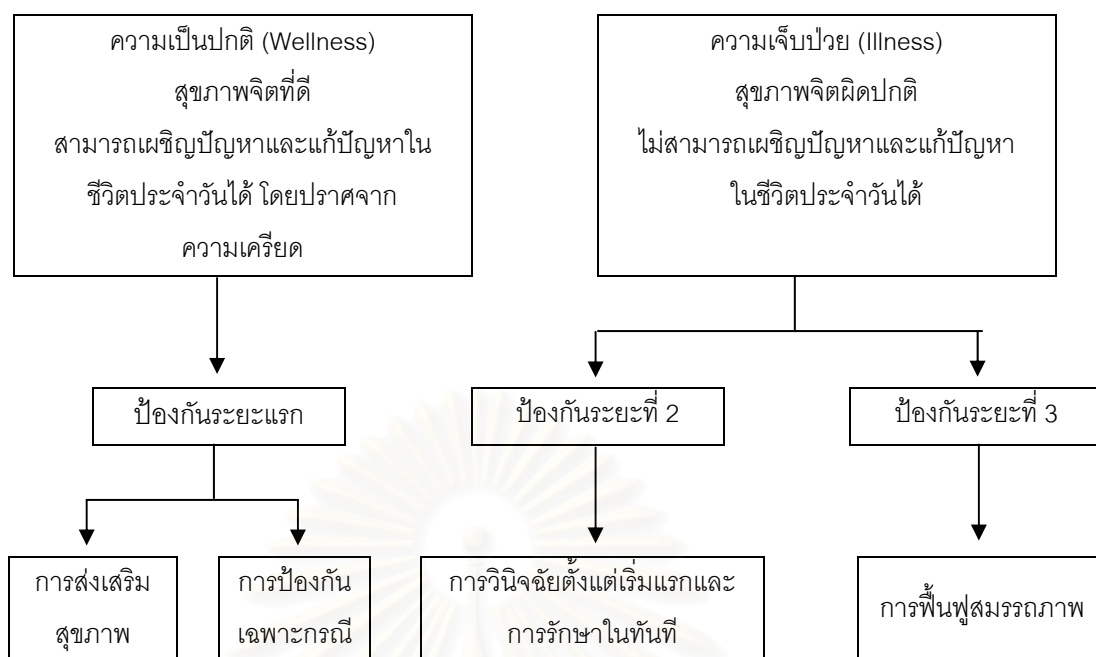 ความเป็นปกติ (Wellness)
สุขภาพจิตที่ดี
สามารถเผชิญปัญหาและแก้ปัญหาใน
ชีวิตประจำวันได้ โดยปราศจาก
ความเครียด
ความเจ็บป่วย (Illness)
สุขภาพจิตผิดปกติ
ไม่สามารถเผชิญปัญหาและแก้ปัญหา
ในชีวิตประจำวันได้
ป้องกันระยะแรก
ป้องกันระยะที่ 2
ป้องกันระยะที่ 3
การส่งเสริม
สุขภาพ
การป้องกัน
เฉพาะกรณี
การวินิจฉัยตั้งแต่เริ่มแรกและ
การรักษาในทันที
การฟื้นฟูสมรรถภาพ